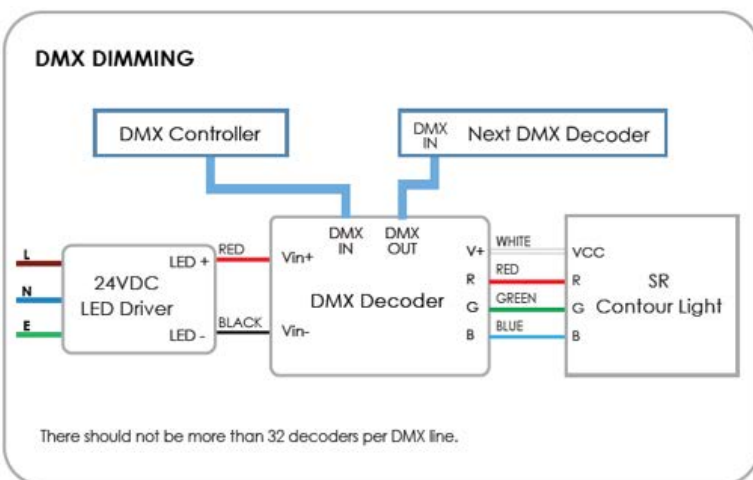 DMX DIMMING
DMX Controller
DMX IN
Next DMX Decoder
L
N
E
24VDC
LED Driver
LED +
LED -
RED
BLACK
Vin+
Vin-
DMX IN
DMX OUT
DMX Decoder
V+
R
G
B
WHITE
RED
GREEN
BLUE
VCC
R
G
B
SR
Contour Light
There should not be more than 32 decoders per DMX line.